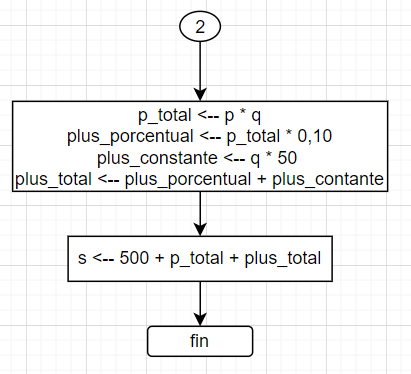 2
p_total <-- p * q
plus_porcentual <-- p_total * 0,10
plus_constante <-- q * 50
plus_total <-- plus_porcentual + plus_contante
s <-- 500 + p_total + plus_total
fin